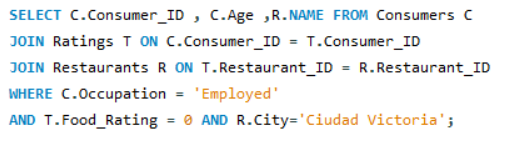 SELECT C.Consumer_ID , C.Age ,R.NAME FROM Consumers C
JOIN Ratings T ON C.Consumer_ID = T.Consumer_ID
JOIN Restaurants R ON T.Restaurant_ID = R.Restaurant_ID
WHERE C.Occupation = 'Employed'
AND T.Food_Rating = 0 AND R.City='Ciudad Victoria';